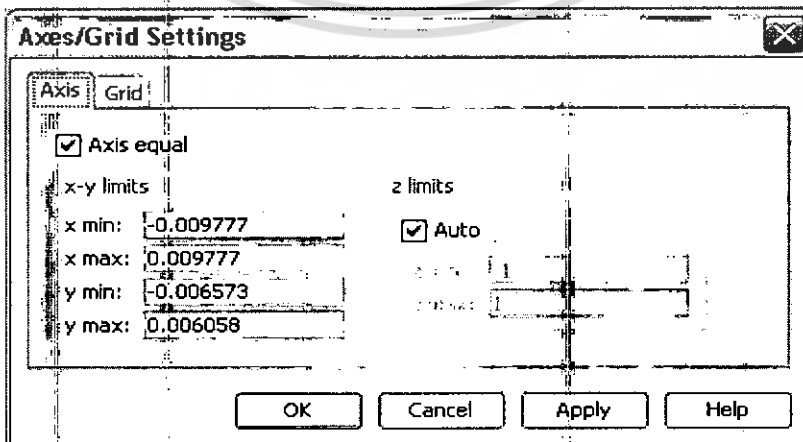 Axes/Grid Settings
Axis Grid
Axis equal
x-y limits
z limits
x min: -0.009777
Auto
x max: 0.009777
y min: -0.006573
1
y max: 0.006058
OK Cancel Apply Help